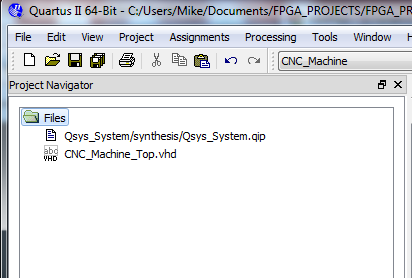 Quartus II 64-Bit - C:/Users/Mike/Documents/FPGA_PROJECTS/FPGA_PR
File Edit View Project Assignments Processing Tools Window H
CNC_Machine
Project Navigator
Files
Qsys_System/synthesis/Qsys_System.qip
abc
VHD
CNC_Machine_Top.vhd